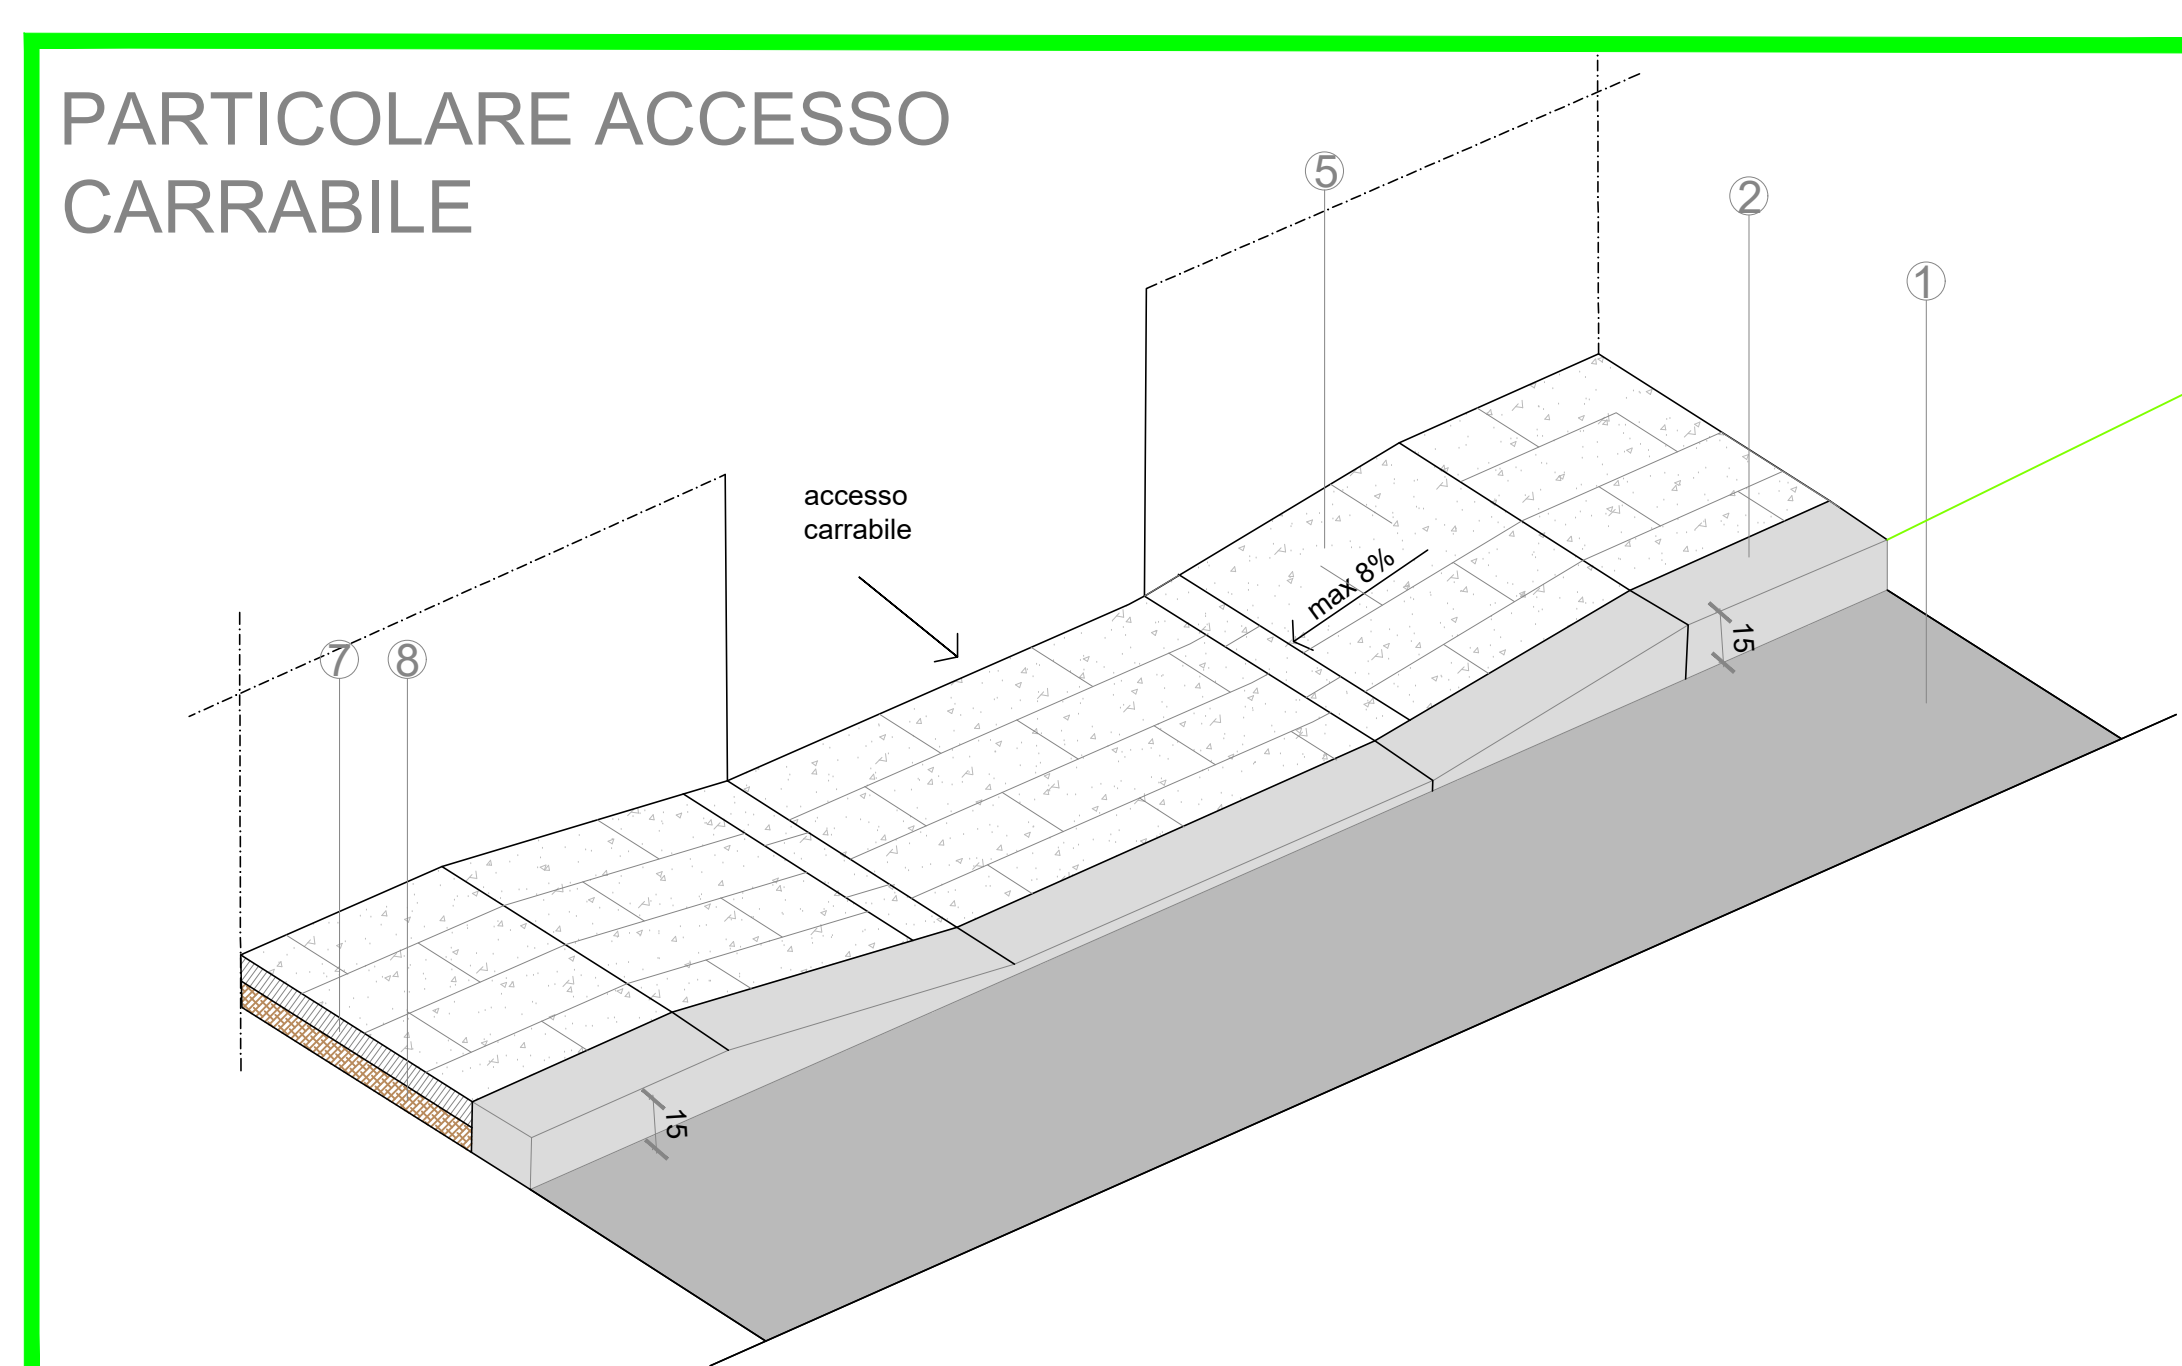 PARTICOLARE ACCESSO
CARRABILE
5
2
1
accesso
carrabile
max 8%
15
7 8
15